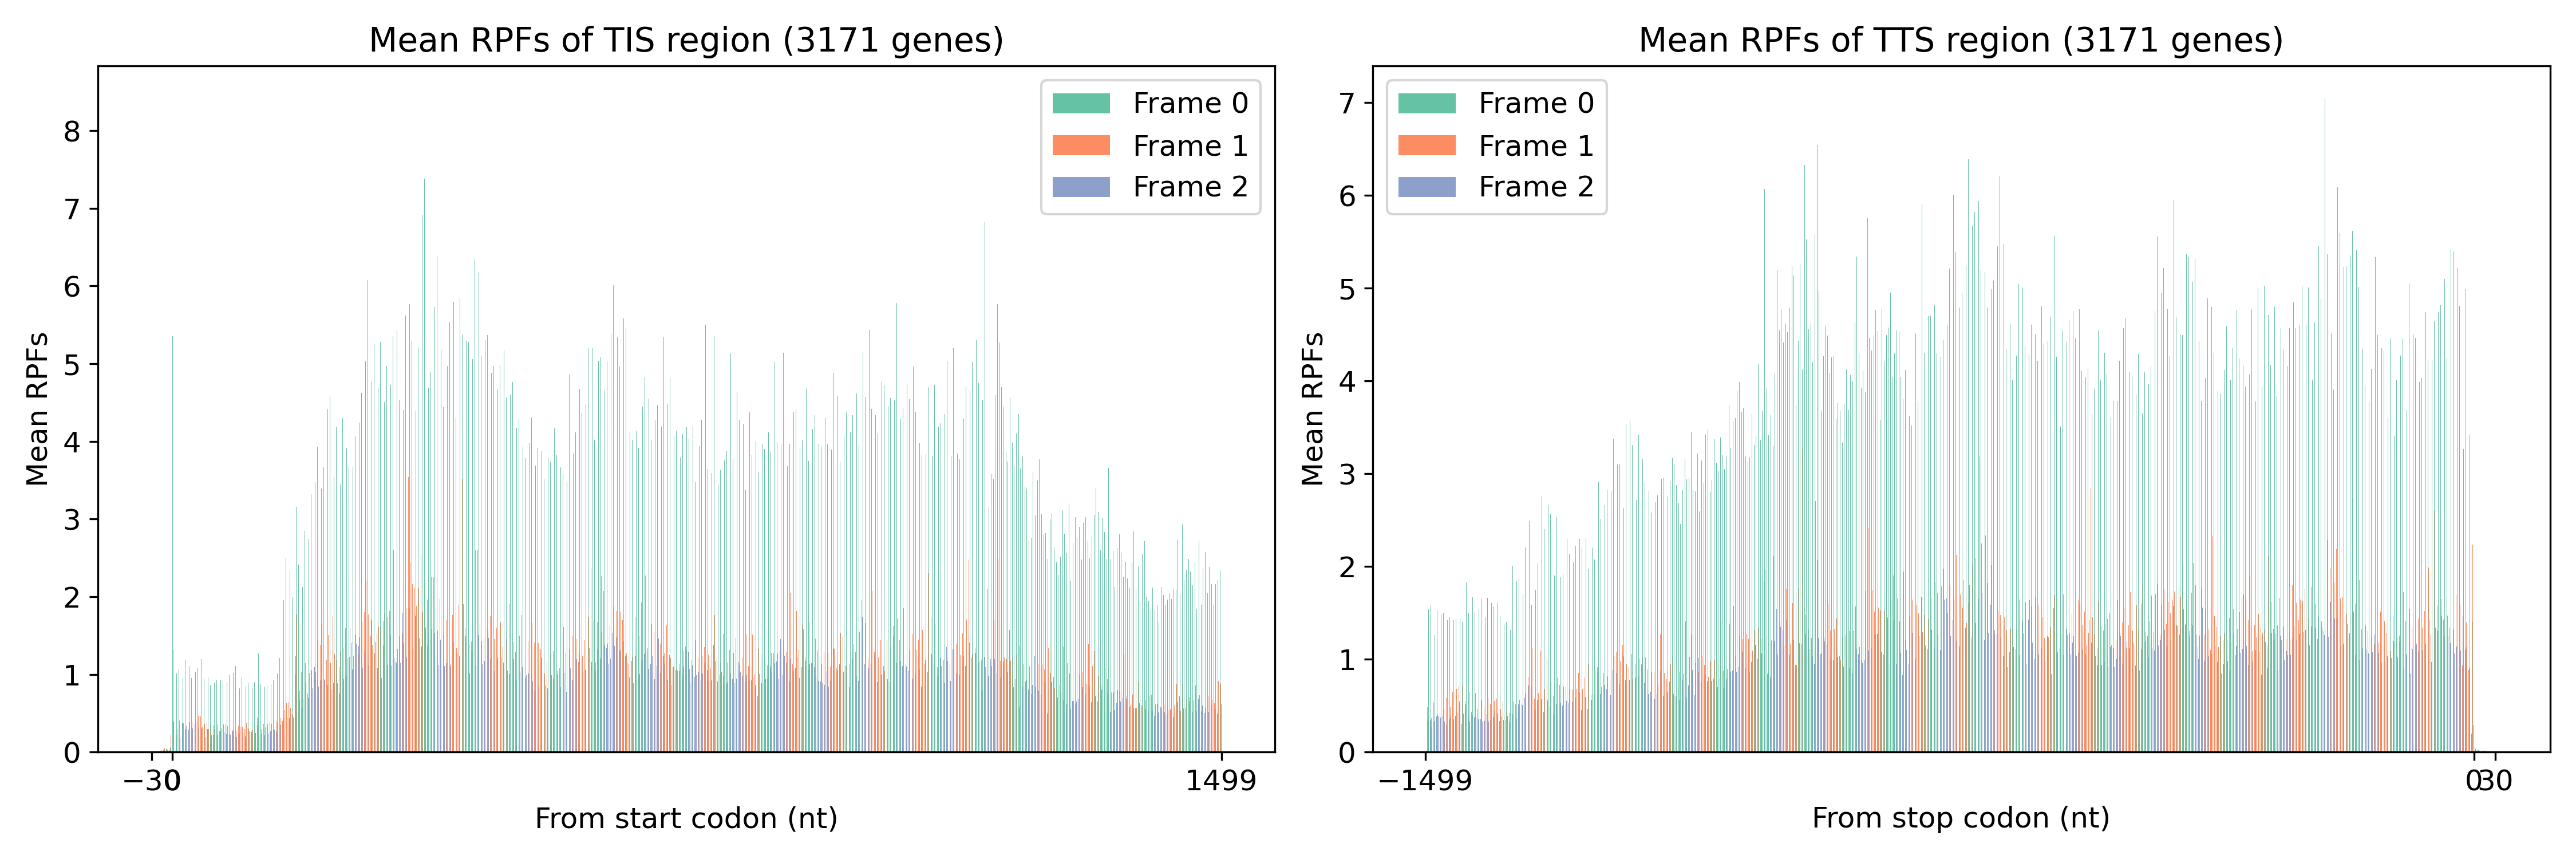 Mean RPFs of TIS region (3171 genes)
Frame 0
Frame 1
Frame 2
8
7
6
5
4
3
2
1
0
Mean RPFs
−30
0
1499
From start codon (nt)
Mean RPFs of TTS region (3171 genes)
Frame 0
Frame 1
Frame 2
7
6
5
4
3
2
1
0
Mean RPFs
−1499
0
30
From stop codon (nt)